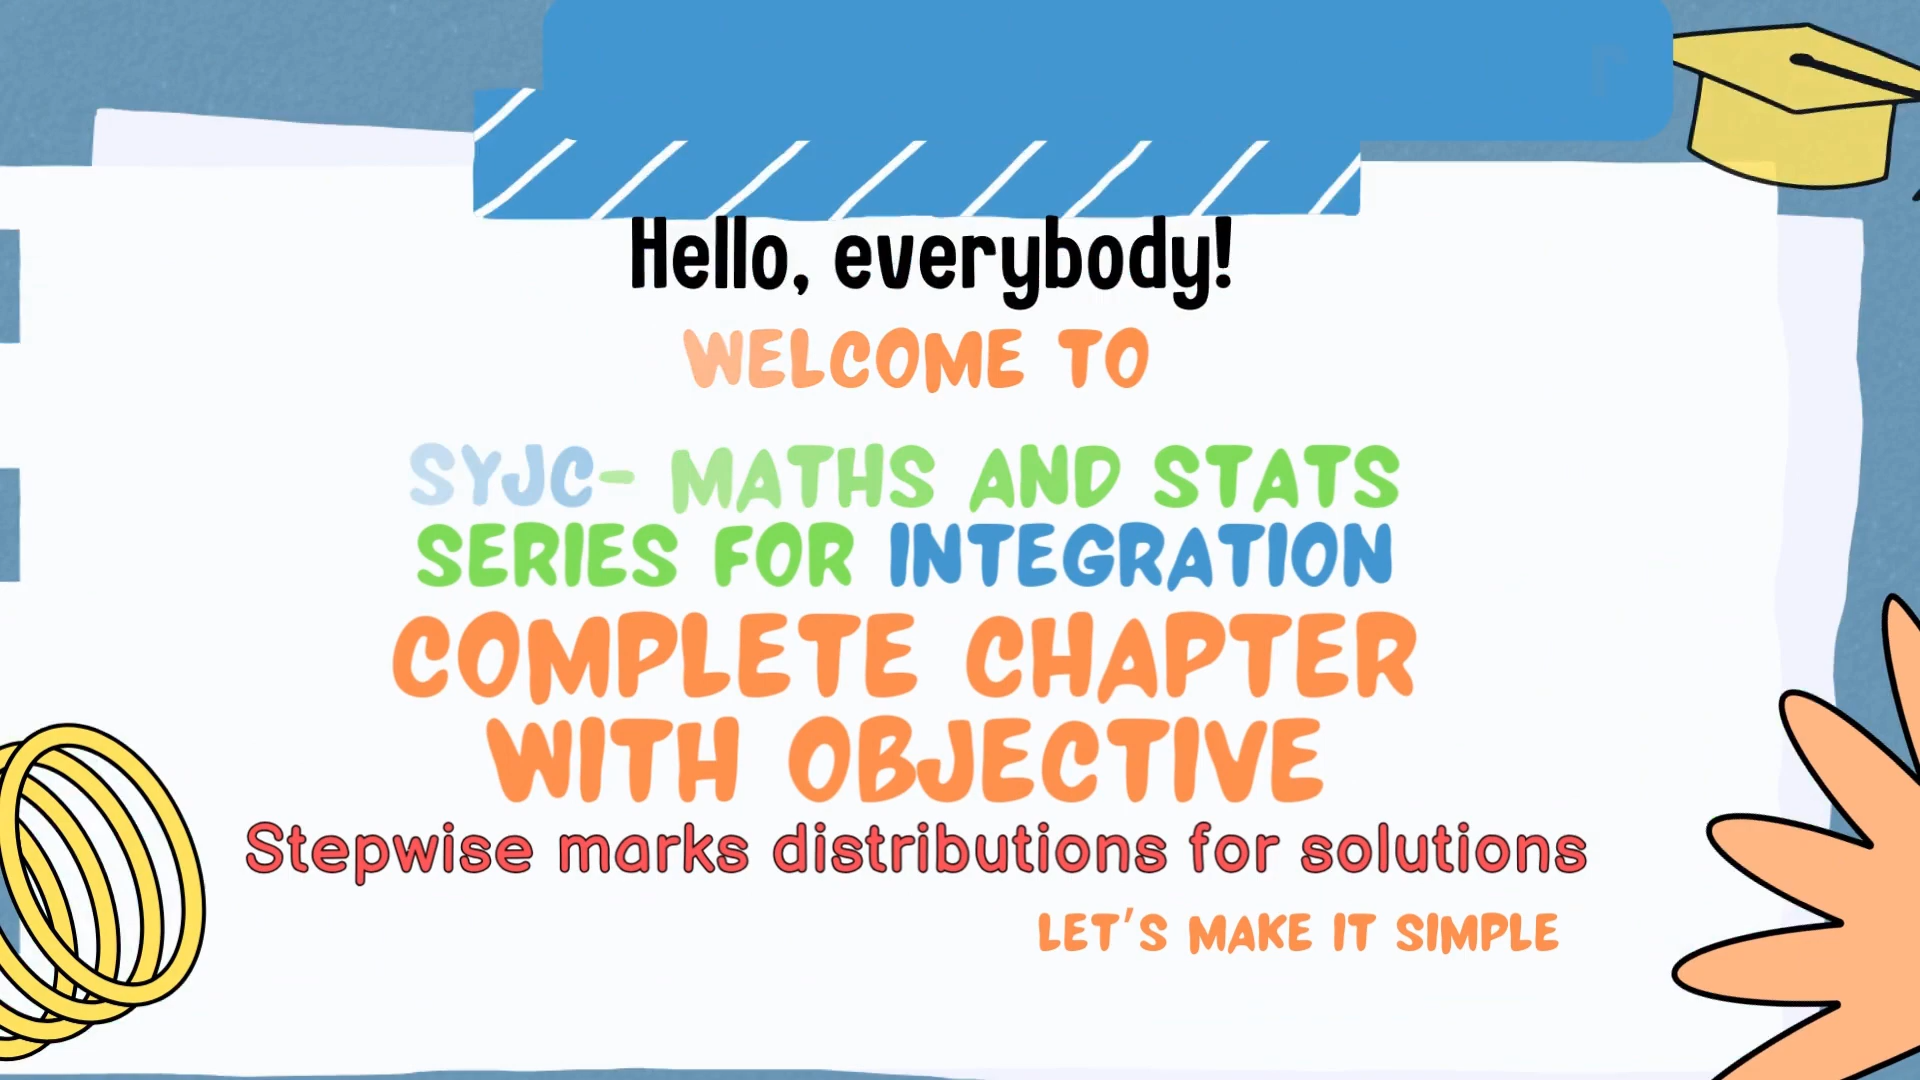 Hello, everybody!
WELCOME TO
SYJC- MATHS AND STATS
SERIES FOR INTEGRATION
COMPLETE CHAPTER
WITH OBJECTIVE
Stepwise marks distributions for solutions
LET'S MAKE IT SIMPLE